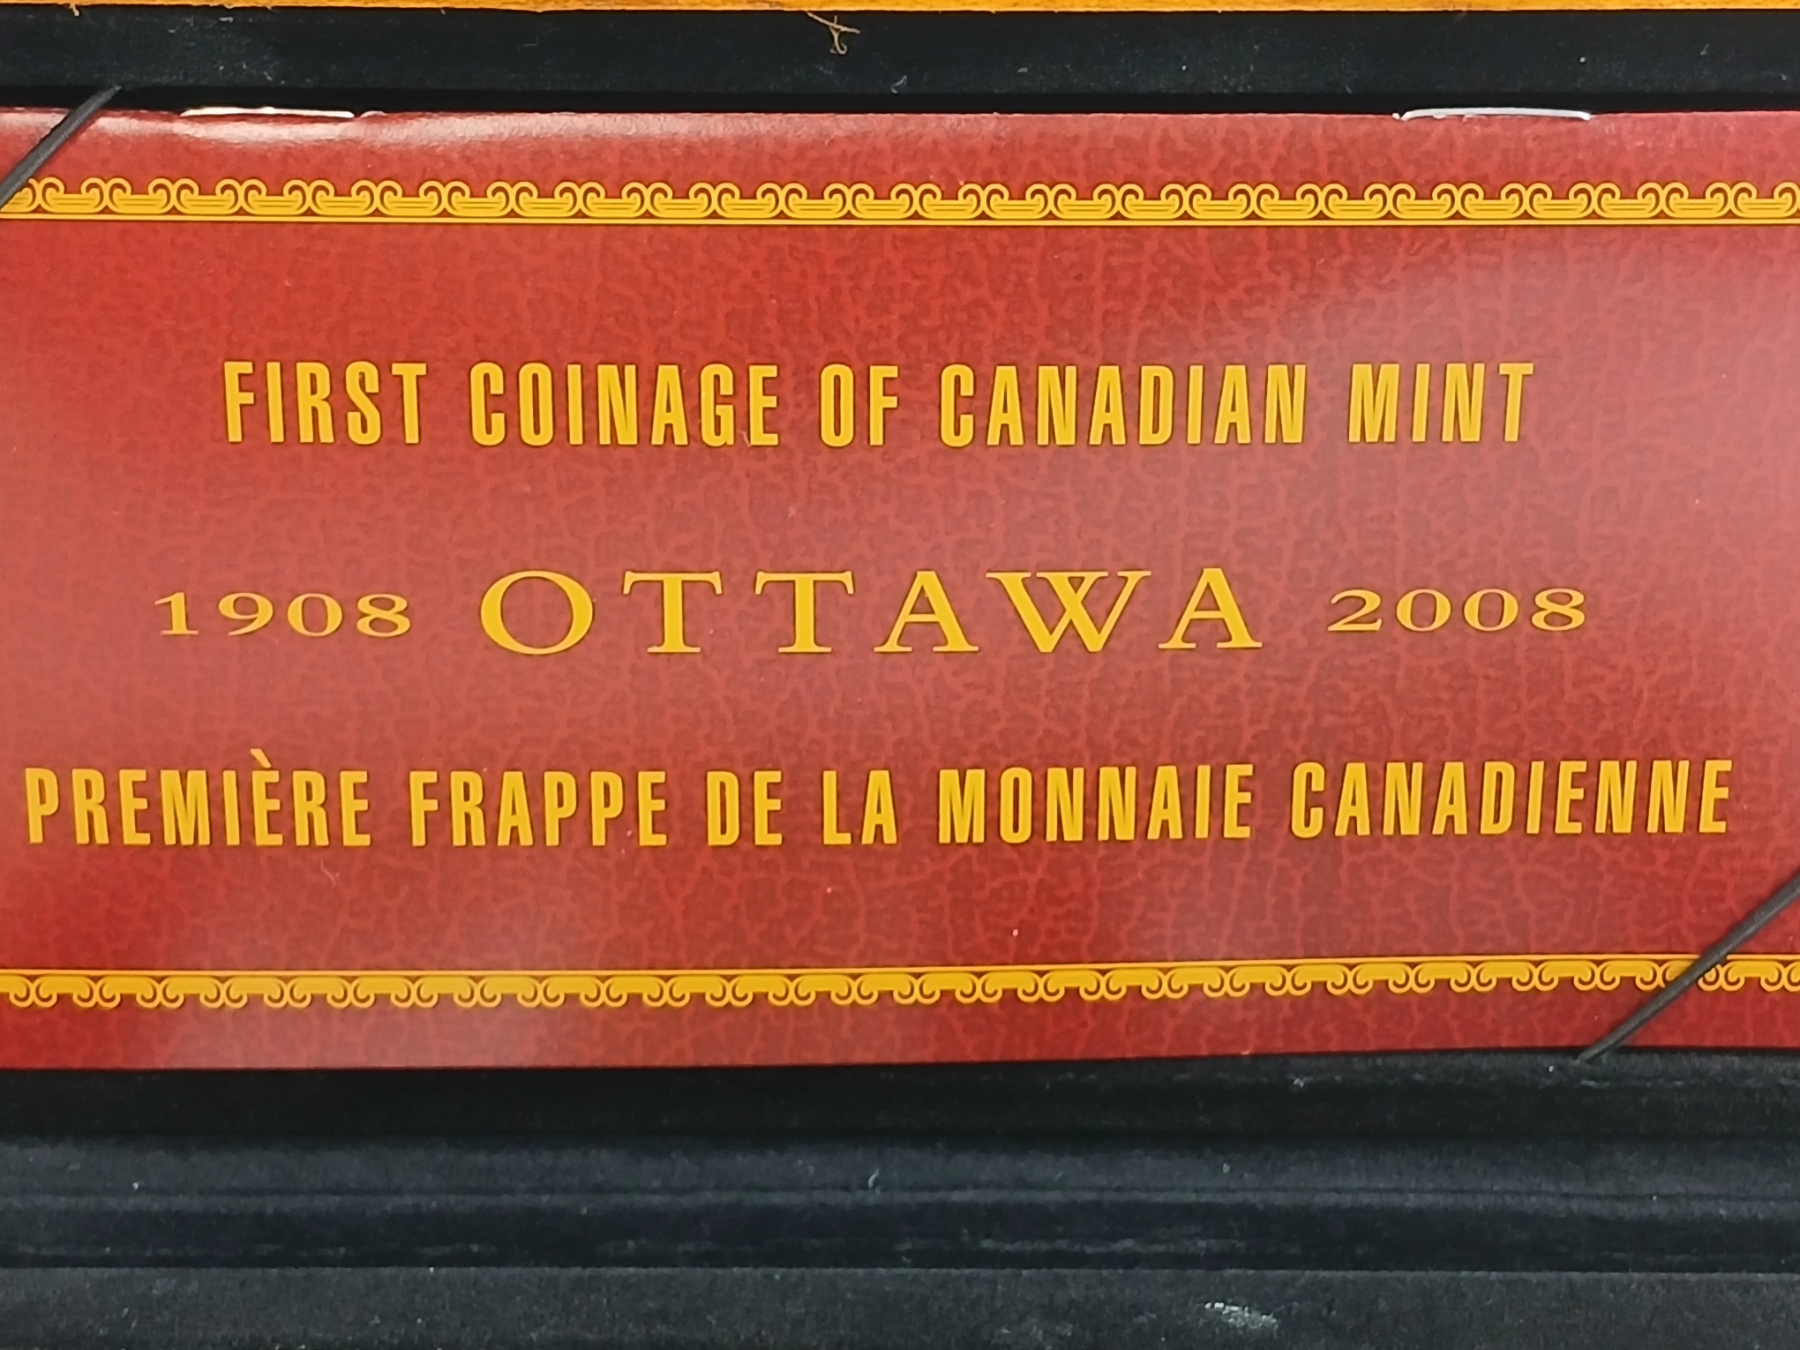 FIRST COINAGE OF CANADIAN MINT
1908 OTTAWA 2008
PREMIÈRE FRAPPE DE LA MONNAIE CANADIENNE